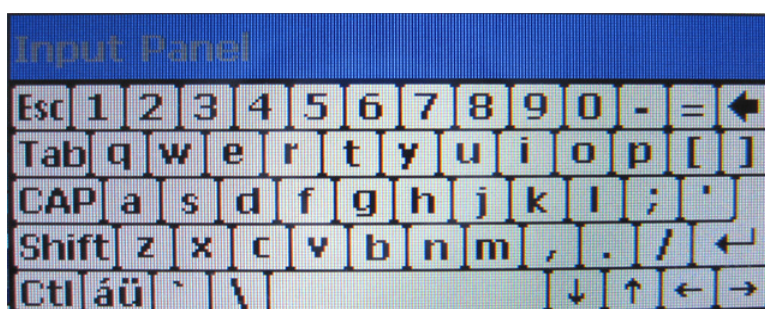 Input Panel
Esc 1 2 3 4 5 6 7 8 9 0 - = ←
Tab q w e r t y u i o p [ ]
CAP a s d f g h j k l ; '
Shift z x c v b n m , . / ↵
Ctl áü ` \ ↓ ↑ ← →